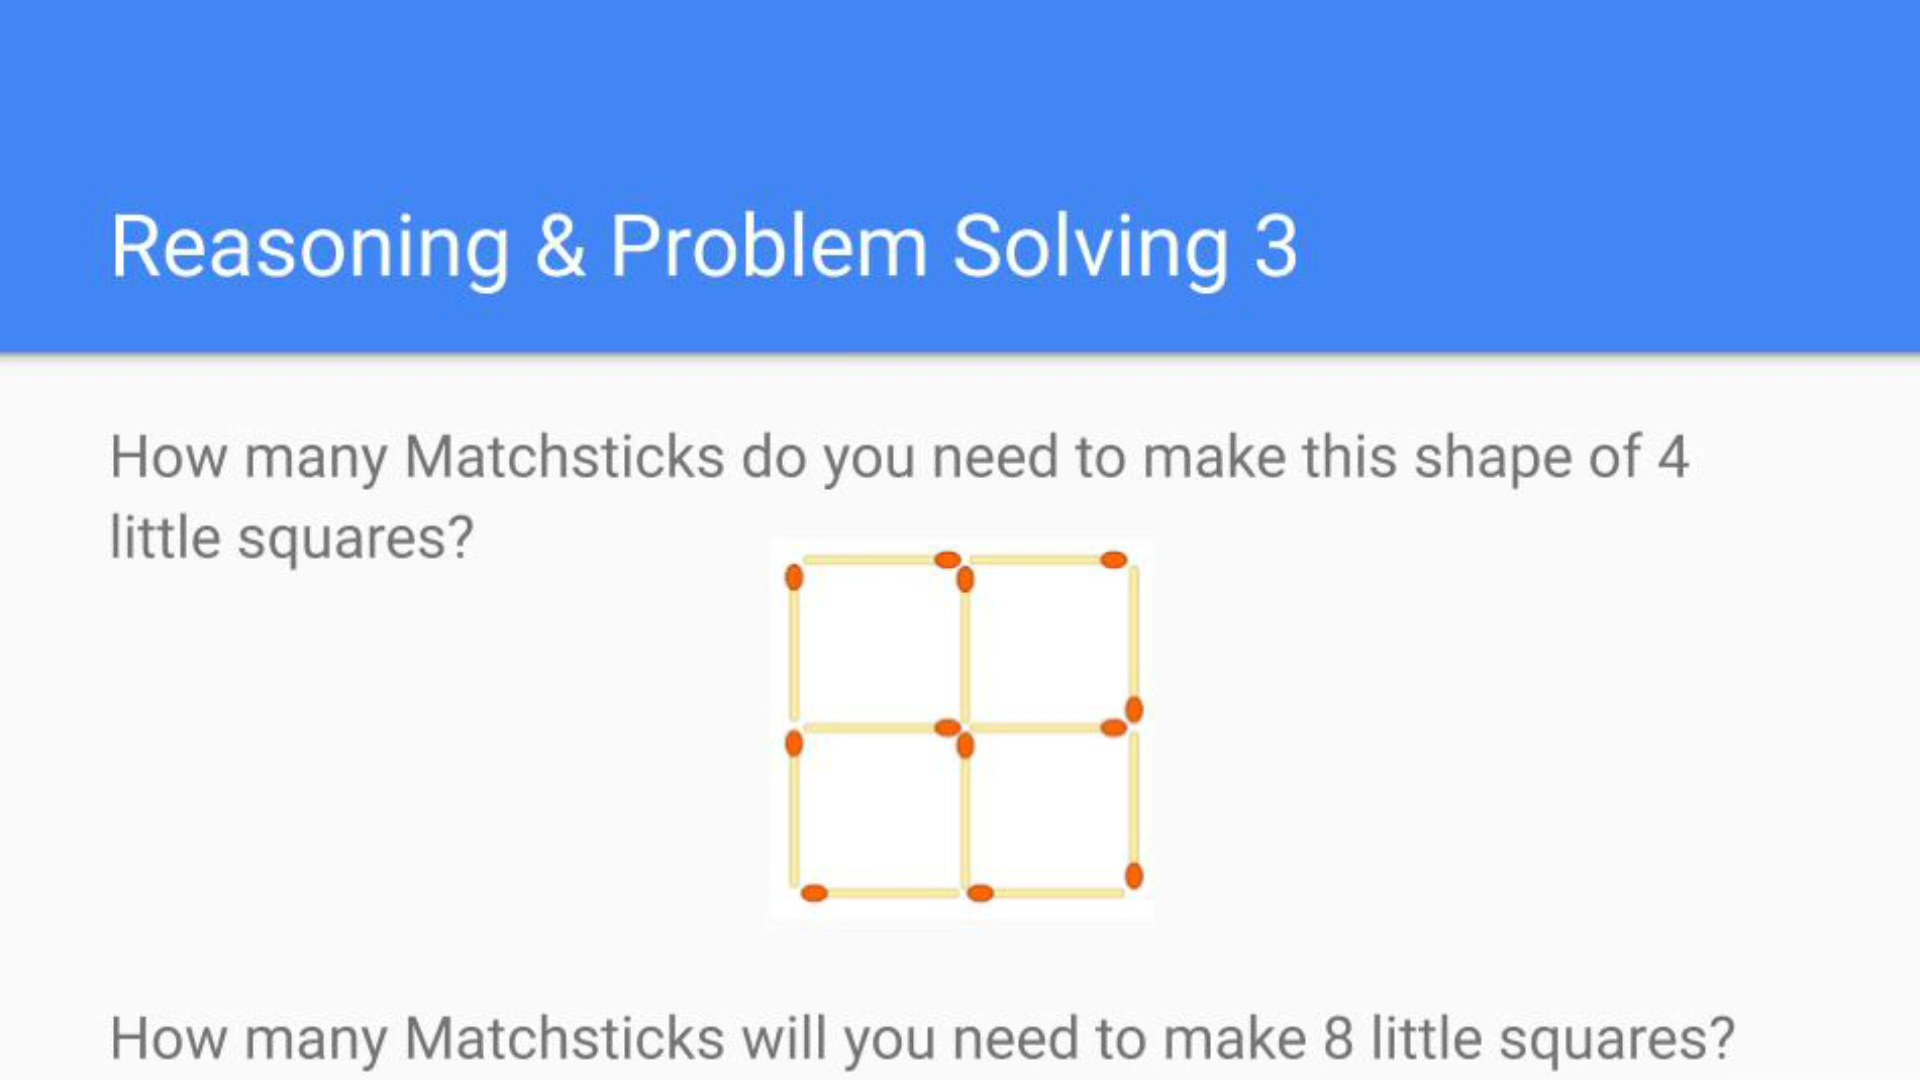 Reasoning & Problem Solving 3
How many Matchsticks do you need to make this shape of 4
little squares?
How many Matchsticks will you need to make 8 little squares?